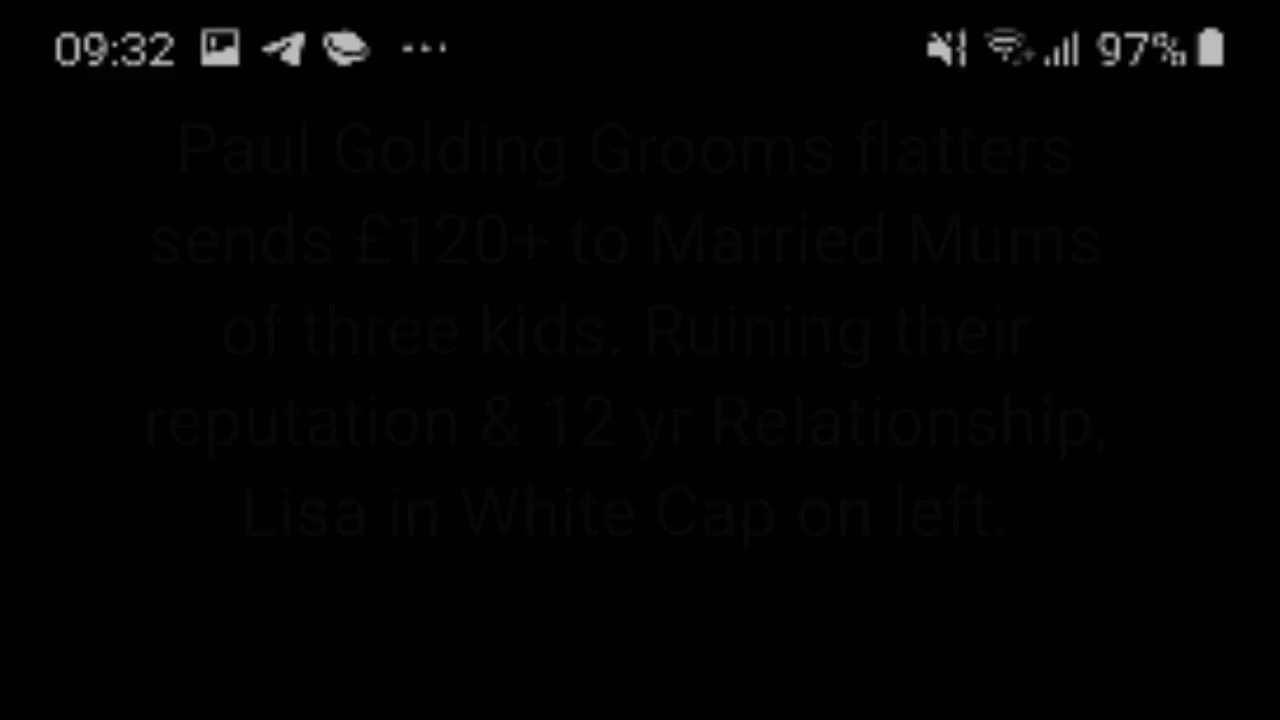 09:32 97%
Paul Golding Grooms flatters
sends £120+ to Married Mums
of three kids. Ruining their
reputation & 12 yr Relationship,
Lisa in White Cap on left.